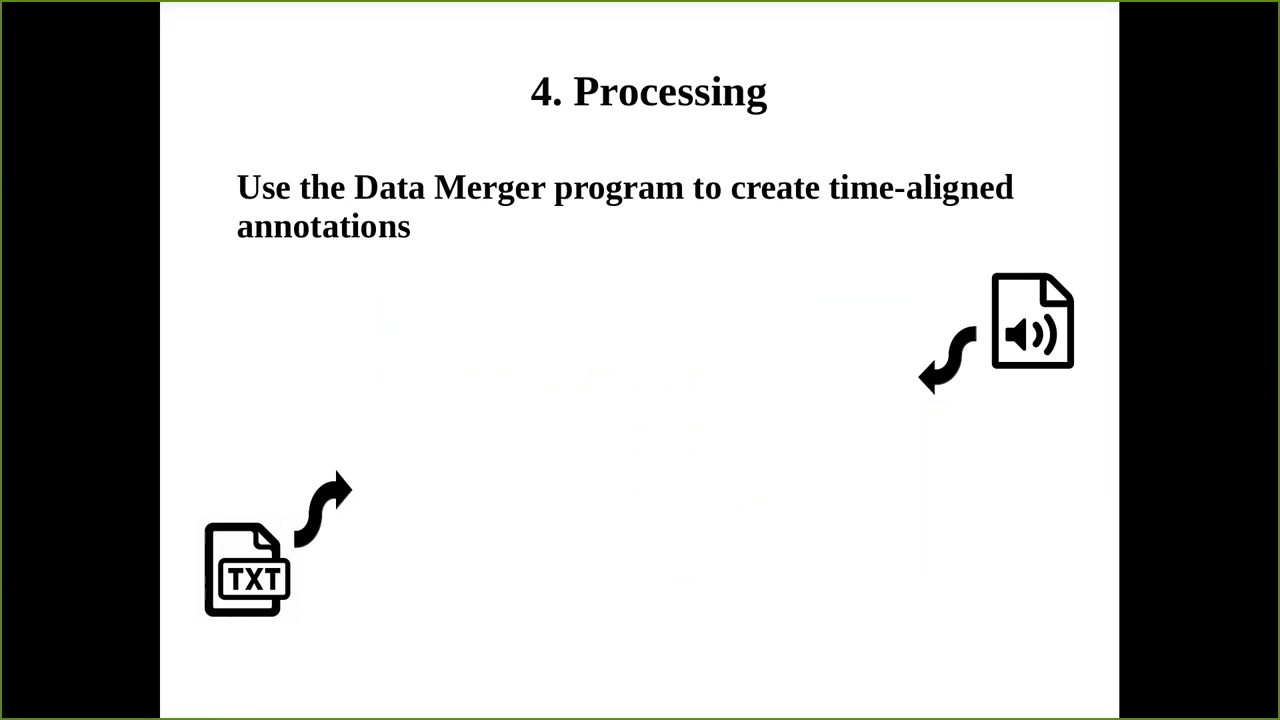 4. Processing
Use the Data Merger program to create time-aligned
annotations
TXT